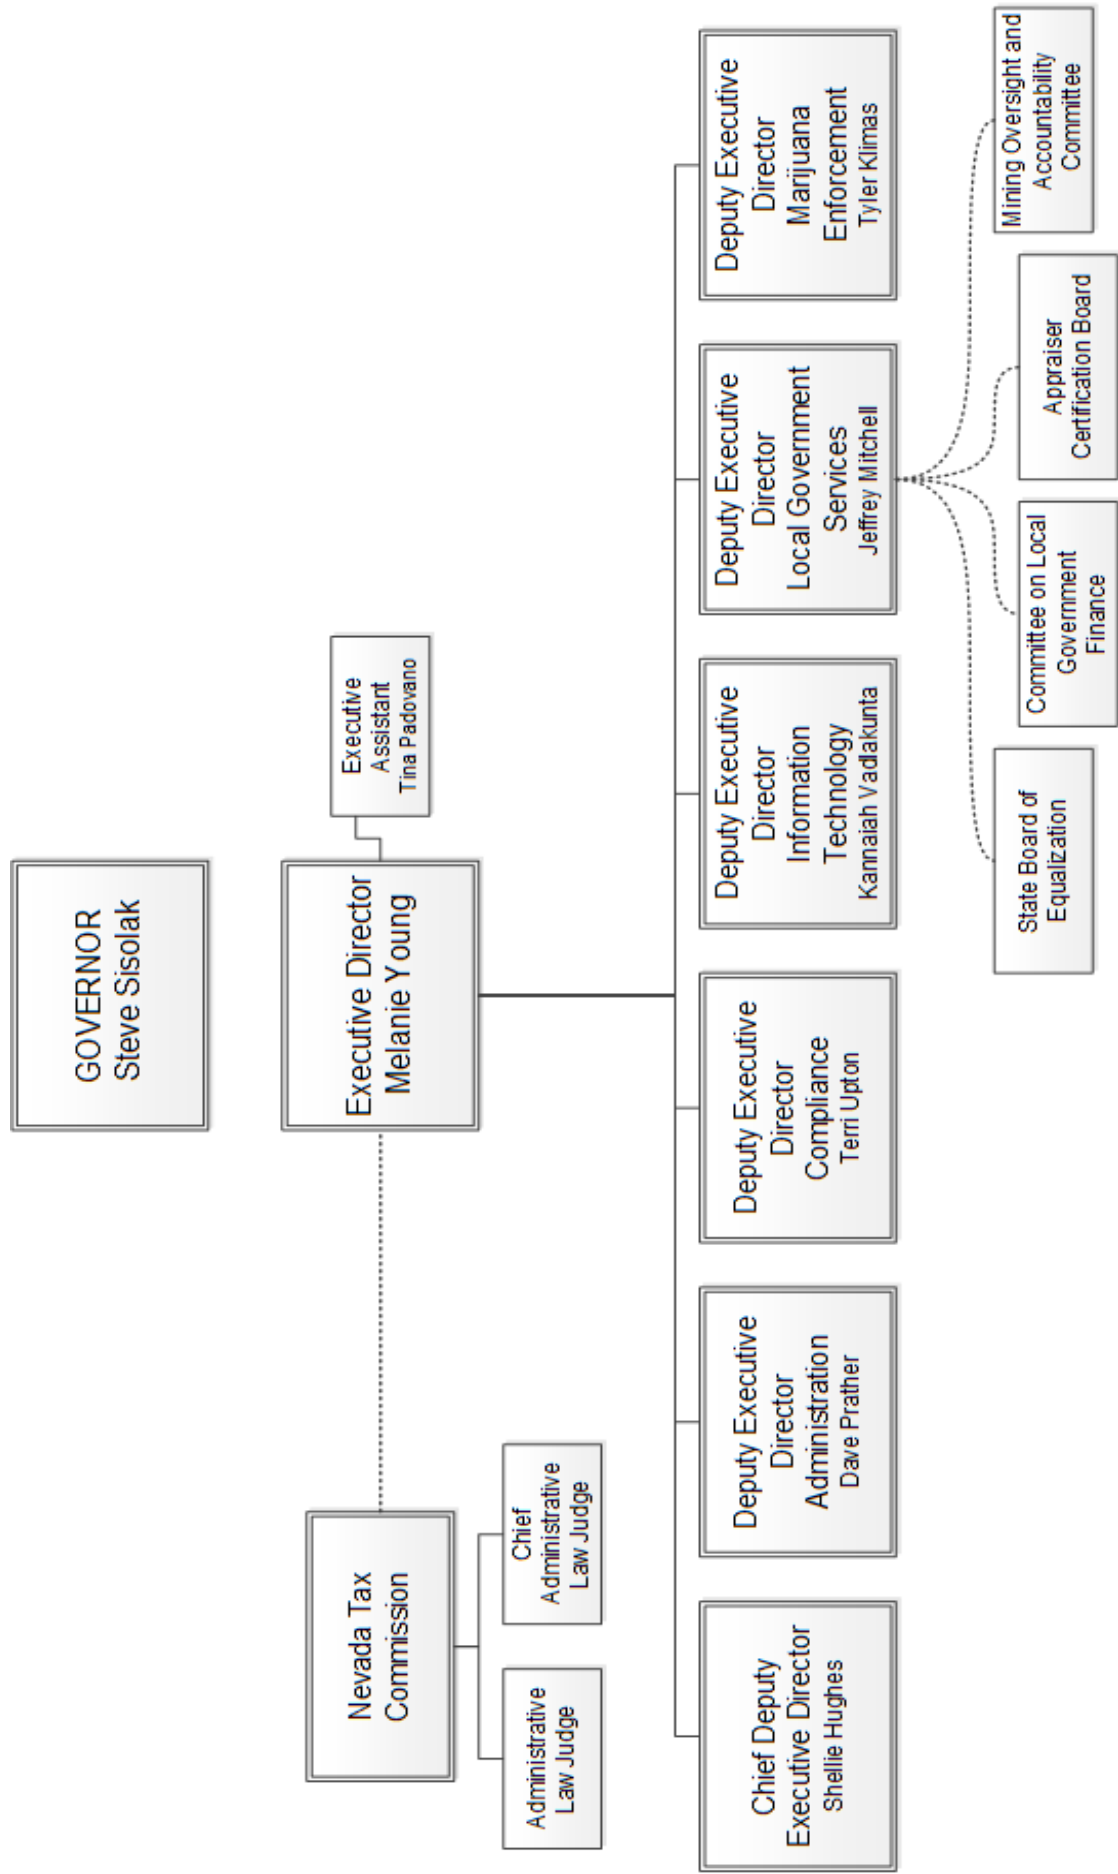 GOVERNOR
Steve Sisolak
Executive Director
Melanie Young
Executive
Assistant
Tina Padovano
Nevada Tax
Commission
Administrative
Law Judge
Chief
Administrative
Law Judge
Chief Deputy
Executive Director
Shellie Hughes
Deputy Executive
Director
Administration
Dave Prather
Deputy Executive
Director
Compliance
Terri Upton
Deputy Executive
Director
Information
Technology
Kannaiah Vadlakunta
Deputy Executive
Director
Local Government
Services
Jeffrey Mitchell
Deputy Executive
Director
Marijuana
Enforcement
Tyler Klimas
State Board of
Equalization
Committee on Local
Government
Finance
Appraiser
Certification Board
Mining Oversight and
Accountability
Committee